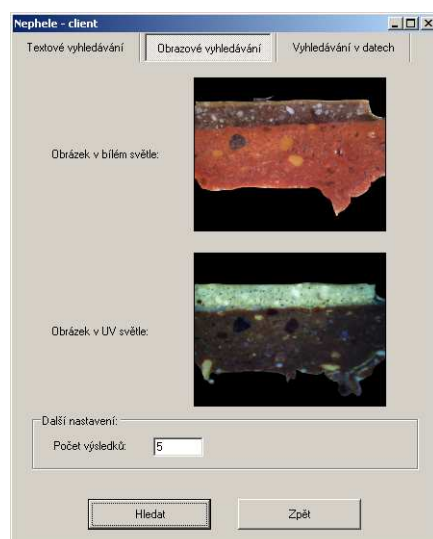 Nephele - client
Textové vyhledávání Obrazové vyhledávání Vyhledávání v datech
Obrázek v bílém světle:
Obrázek v UV světle:
Další nastavení:
Počet výsledků: 5
Hledat Zpět